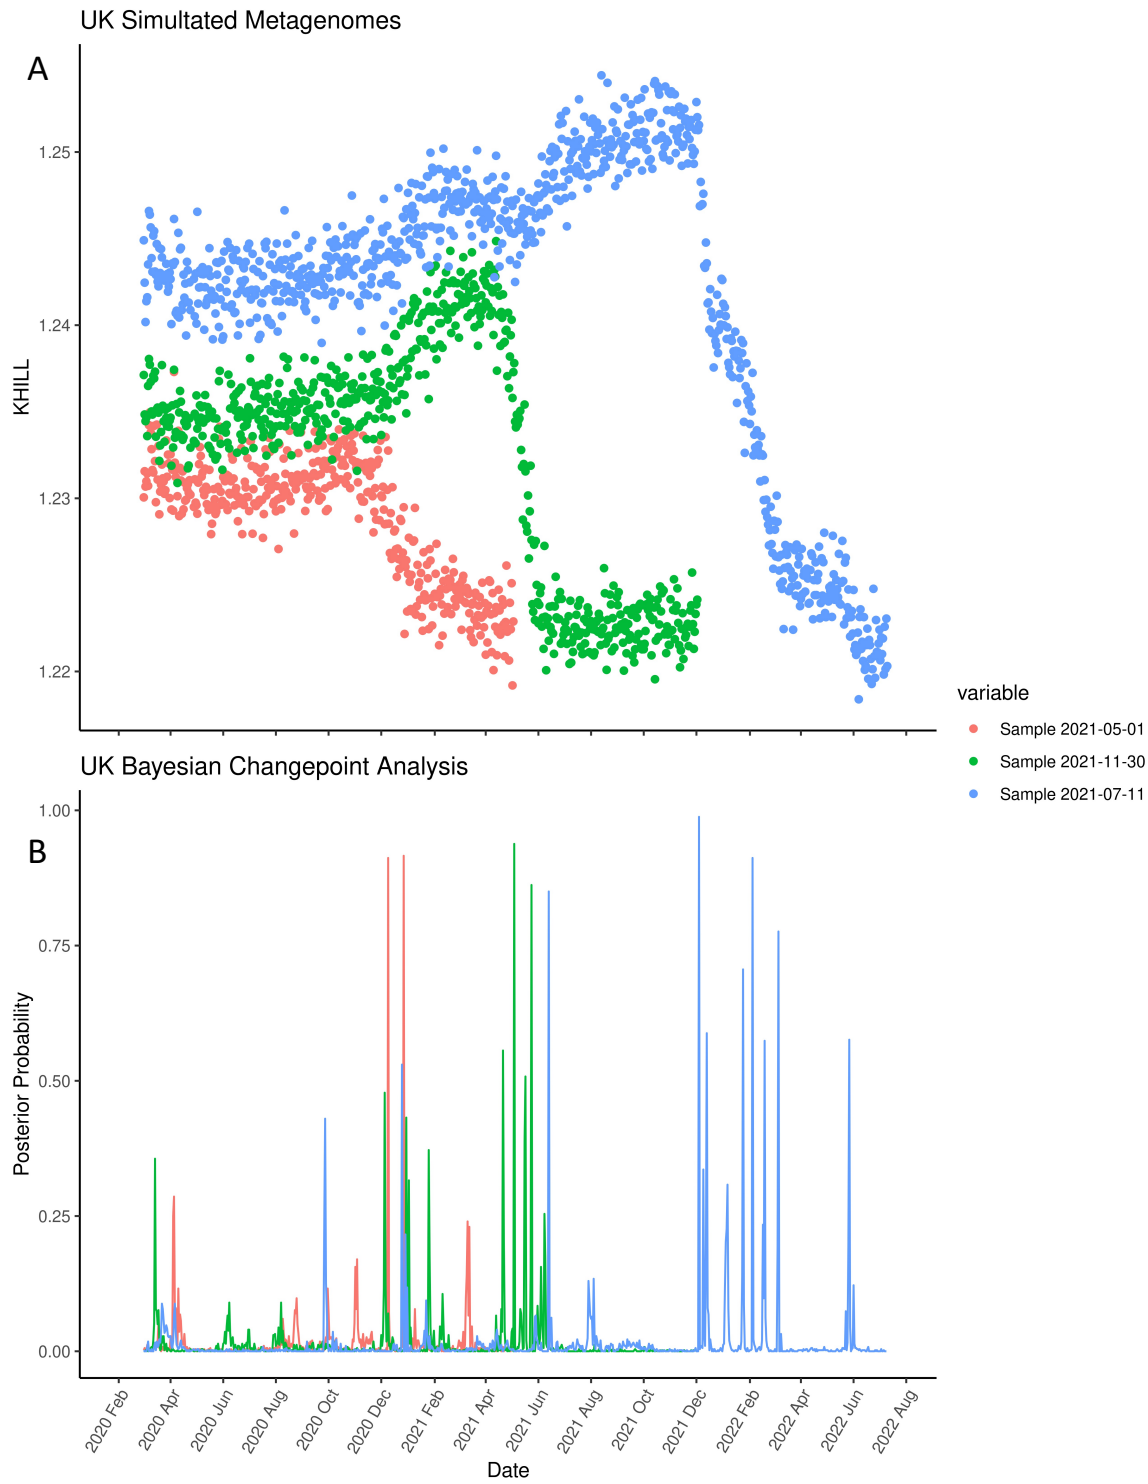 UK Simultated Metagenomes
A
1.25
1.24
1.23
1.22
KHILL
variable
Sample 2021-05-01
Sample 2021-11-30
Sample 2021-07-11
UK Bayesian Changepoint Analysis
B
1.00
0.75
0.50
0.25
0.00
Posterior Probability
2020 Feb
2020 Apr
2020 Jun
2020 Aug
2020 Oct
2020 Dec
2021 Feb
2021 Apr
2021 Jun
2021 Aug
2021 Oct
2021 Dec
2022 Feb
2022 Apr
2022 Jun
2022 Aug
Date